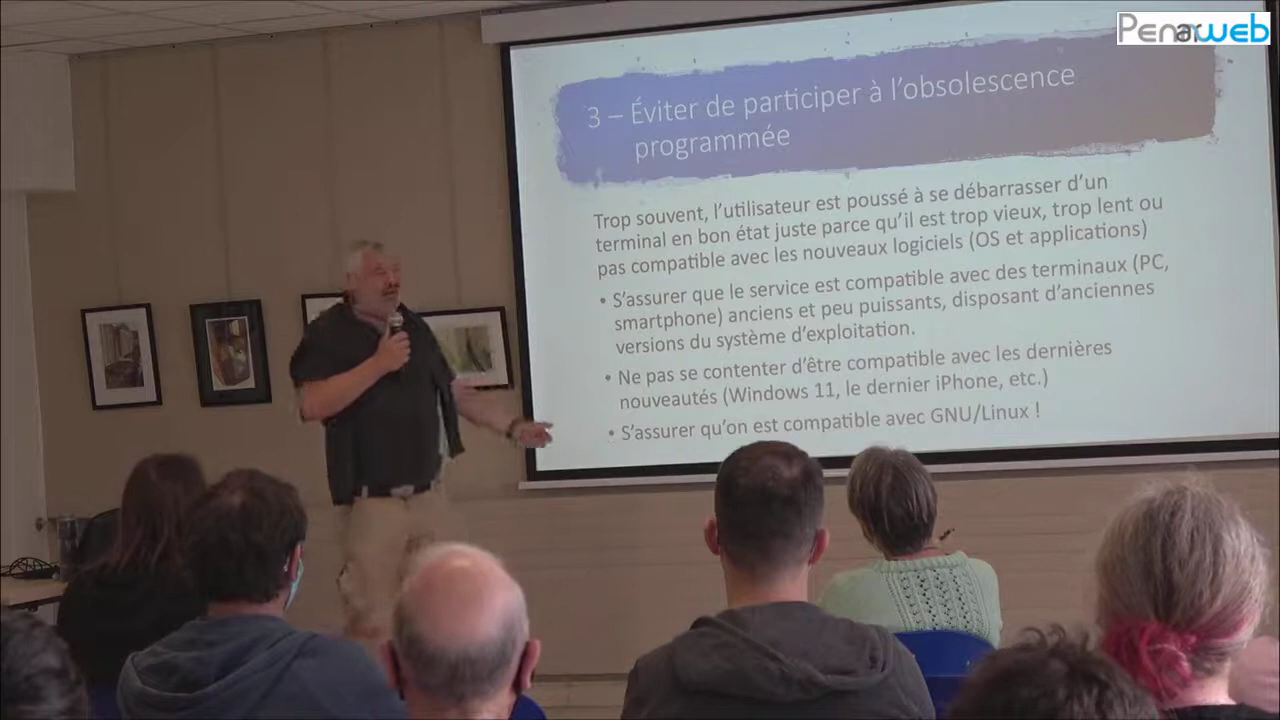 Penarweb
3 – Éviter de participer à l'obsolescence
programmée
Trop souvent, l'utilisateur est poussé à se débarrasser d'un
terminal en bon état juste parce qu'il est trop vieux, trop lent ou
pas compatible avec les nouveaux logiciels (OS et applications)
• S'assurer que le service est compatible avec des terminaux (PC,
smartphone) anciens et peu puissants, disposant d'anciennes
versions du système d'exploitation.
• Ne pas se contenter d'être compatible avec les dernières
nouveautés (Windows 11, le dernier iPhone, etc.)
• S'assurer qu'on est compatible avec GNU/Linux !